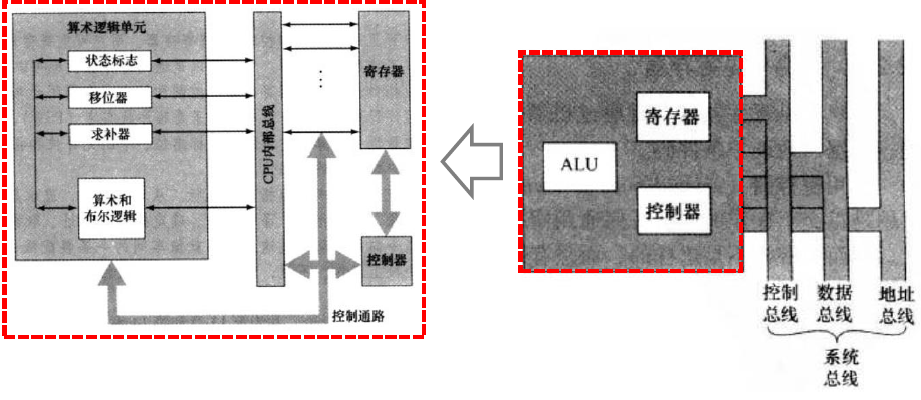 算术逻辑单元
状态标志
移位器
求补器
算术和
布尔逻辑
CPU内部总线
寄存器
控制器
控制通路
ALU
寄存器
控制器
控制
总线
数据
总线
地址
总线
系统
总线